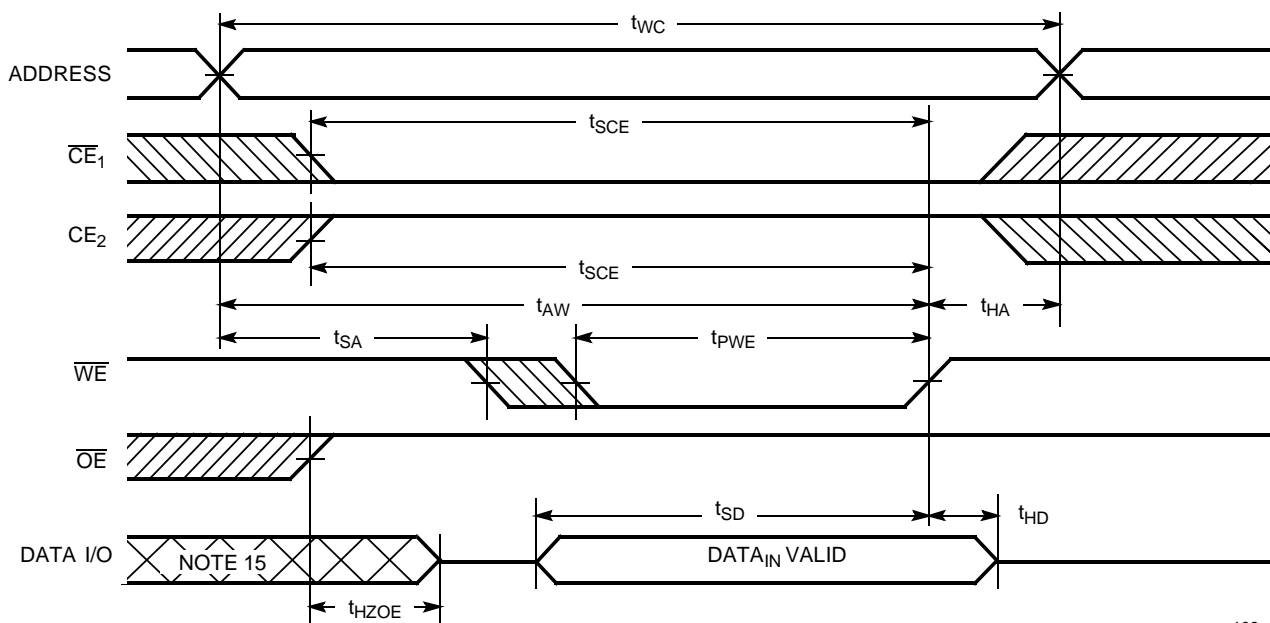 tWC
ADDRESS
tSCE
CE1
CE2
tSCE
tAW
tHA
tSA
tPWE
WE
OE
tSD
tHD
DATA I/O
NOTE 15
DATAIN VALID
tHZOE